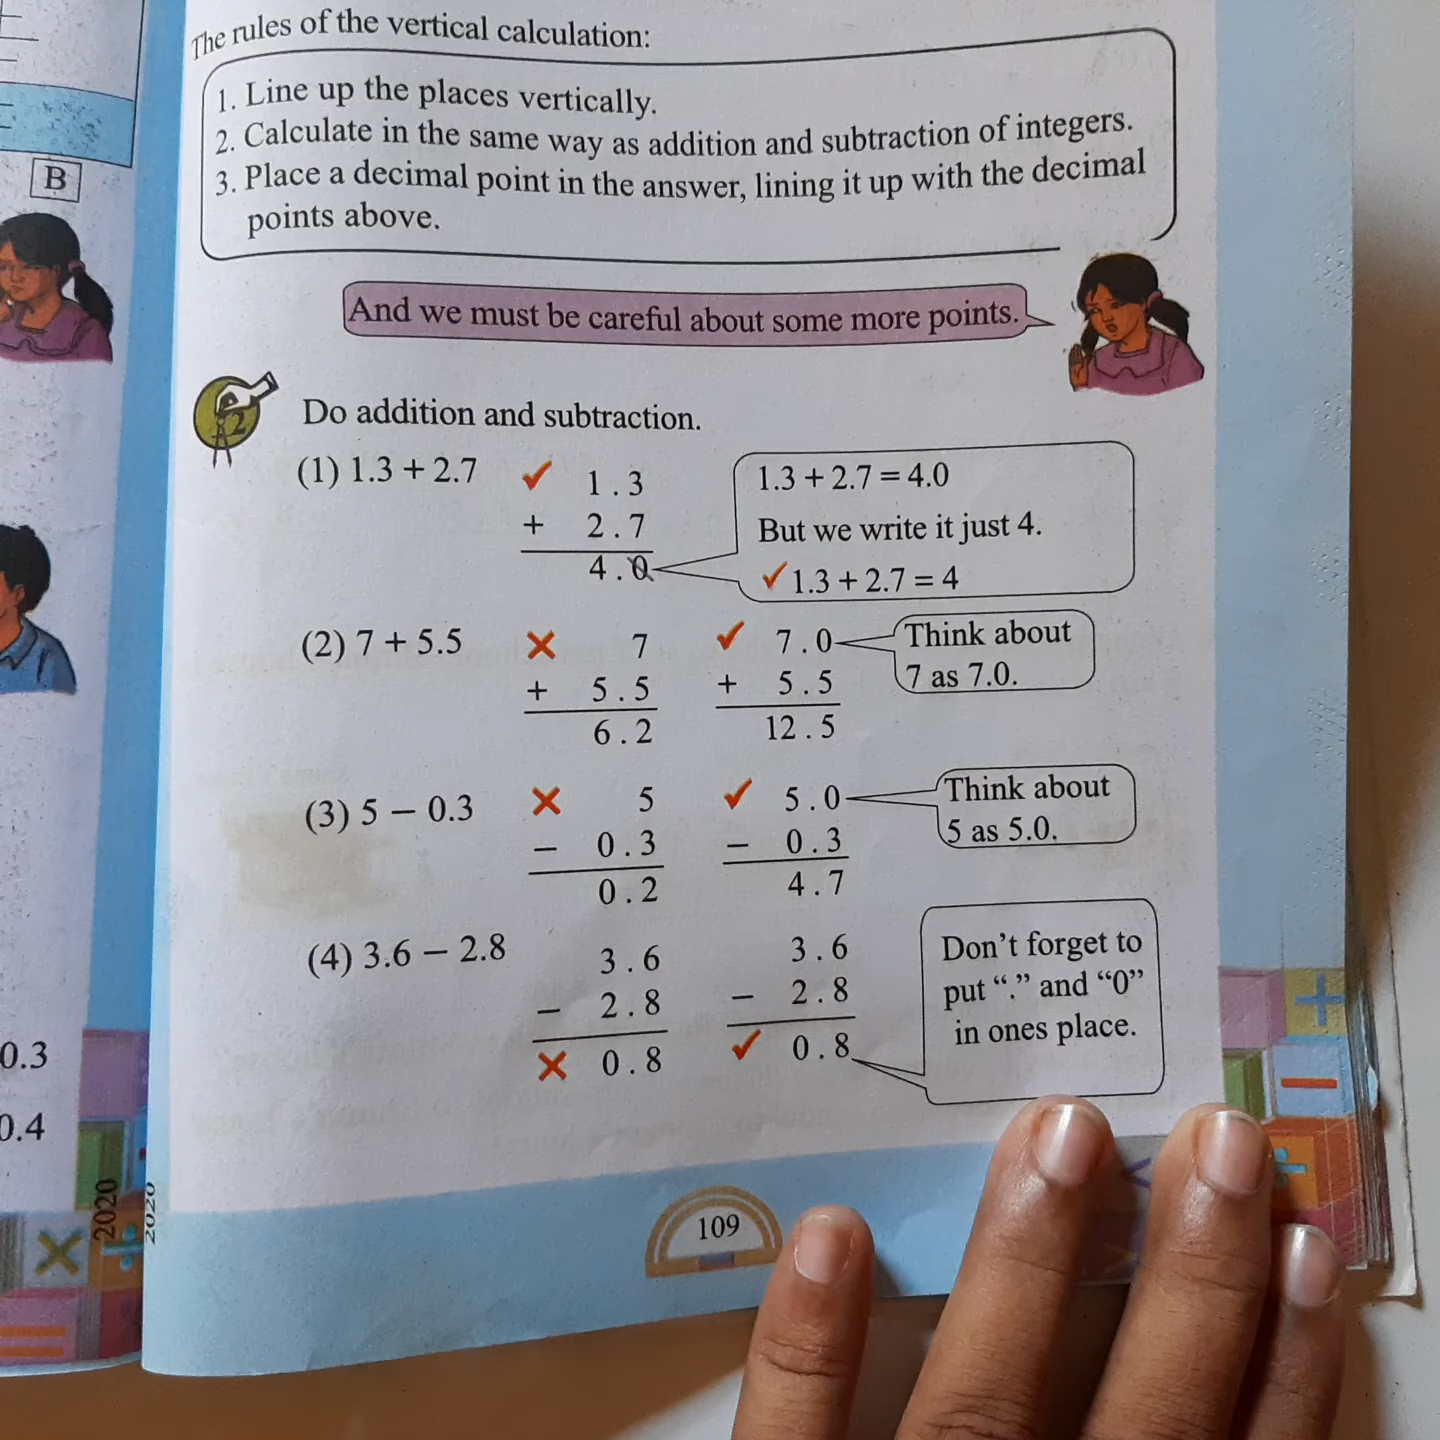 The rules of the vertical calculation:
1. Line up the places vertically.
2. Calculate in the same way as addition and subtraction of integers.
3. Place a decimal point in the answer, lining it up with the decimal
points above.
B
And we must be careful about some more points.
2
Do addition and subtraction.
(1) 1.3 + 2.7
✓ 1.3
+ 2.7
4.0
1.3 + 2.7 = 4.0
But we write it just 4.
✓ 1.3 + 2.7 = 4
(2) 7 + 5.5
× 7
+ 5.5
6.2
✓ 7.0
+ 5.5
12.5
Think about
7 as 7.0.
(3) 5 − 0.3
× 5
− 0.3
0.2
✓ 5.0
− 0.3
4.7
Think about
5 as 5.0.
(4) 3.6 − 2.8
3.6
− 2.8
× 0.8
3.6
− 2.8
✓ 0.8
Don't forget to
put “.” and “0”
in ones place.
0.3
0.4
2020
2020
109